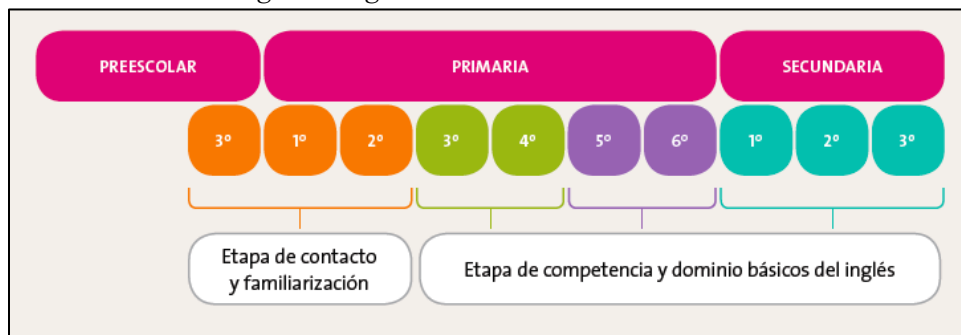 PREESCOLAR PRIMARIA SECUNDARIA
3º 1º 2º 3º 4º 5º 6º 1º 2º 3º
Etapa de contacto
y familiarización
Etapa de competencia y dominio básicos del inglés